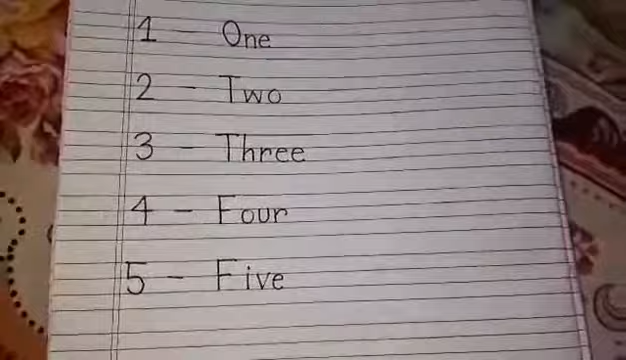 1 - One
2 - Two
3 - Three
4 - Four
5 - Five